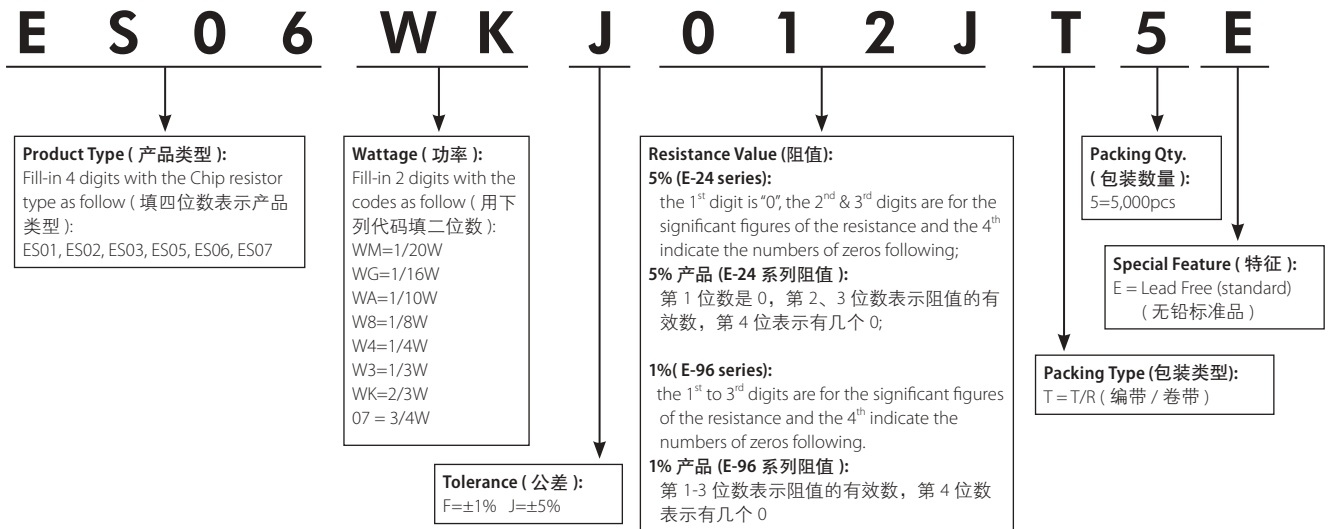 E S 0 6 W K J 0 1 2 J T 5 E
Product Type ( 产品类型 ):
Fill-in 4 digits with the Chip resistor
type as follow ( 填四位数表示产品
类型 ):
ES01, ES02, ES03, ES05, ES06, ES07
Wattage ( 功率 ):
Fill-in 2 digits with the
codes as follow ( 用下
列代码填二位数 ):
WM=1/20W
WG=1/16W
WA=1/10W
W8=1/8W
W4=1/4W
W3=1/3W
WK=2/3W
07 = 3/4W
Tolerance ( 公差 ):
F=±1% J=±5%
Resistance Value (阻值):
5% (E-24 series):
the 1st digit is “0”, the 2nd & 3rd digits are for the
significant figures of the resistance and the 4th
indicate the numbers of zeros following;
5% 产品 (E-24 系列阻值 ):
第 1 位数是 0，第 2、3 位数表示阻值的有
效数，第 4 位表示有几个 0;
1%( E-96 series):
the 1st to 3rd digits are for the significant figures
of the resistance and the 4th indicate the
numbers of zeros following.
1% 产品 (E-96 系列阻值 ):
第 1-3 位数表示阻值的有效数，第 4 位数
表示有几个 0
Packing Qty.
( 包装数量 ):
5=5,000pcs
Special Feature ( 特征 ):
E = Lead Free (standard)
( 无铅标准品 )
Packing Type (包装类型):
T = T/R ( 编带 / 卷带 )